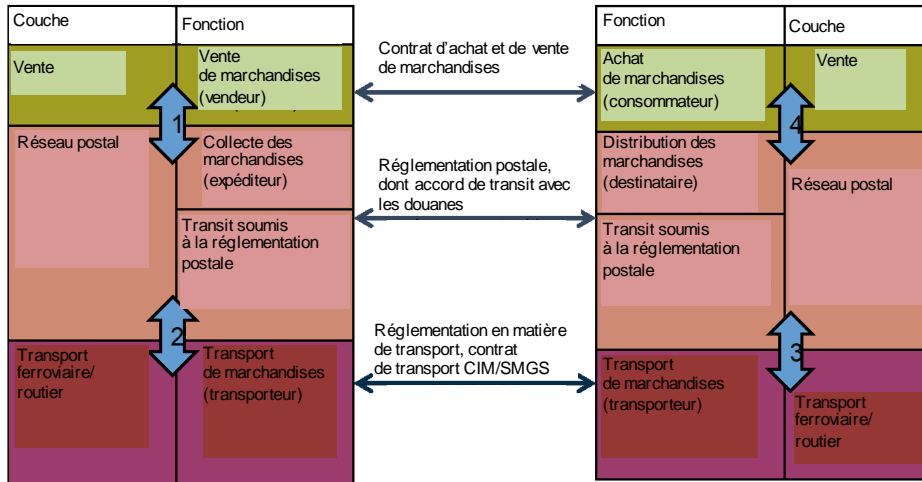 Couche
Fonction
Vente
Vente
de marchandises
(vendeur)
1
Réseau postal
Collecte des
marchandises
(expéditeur)
Transit soumis
à la réglementation
postale
2
Transport
ferroviaire/
routier
Transport
de marchandises
(transporteur)
Contrat d'achat et de vente
de marchandises
Réglementation postale,
dont accord de transit avec
les douanes
Réglementation en matière
de transport, contrat
de transport CIM/SMGS
Fonction
Couche
Achat
de marchandises
(consommateur)
Vente
4
Distribution des
marchandises
(destinataire)
Réseau postal
Transit soumis
à la réglementation
postale
3
Transport
de marchandises
(transporteur)
Transport
ferroviaire/
routier